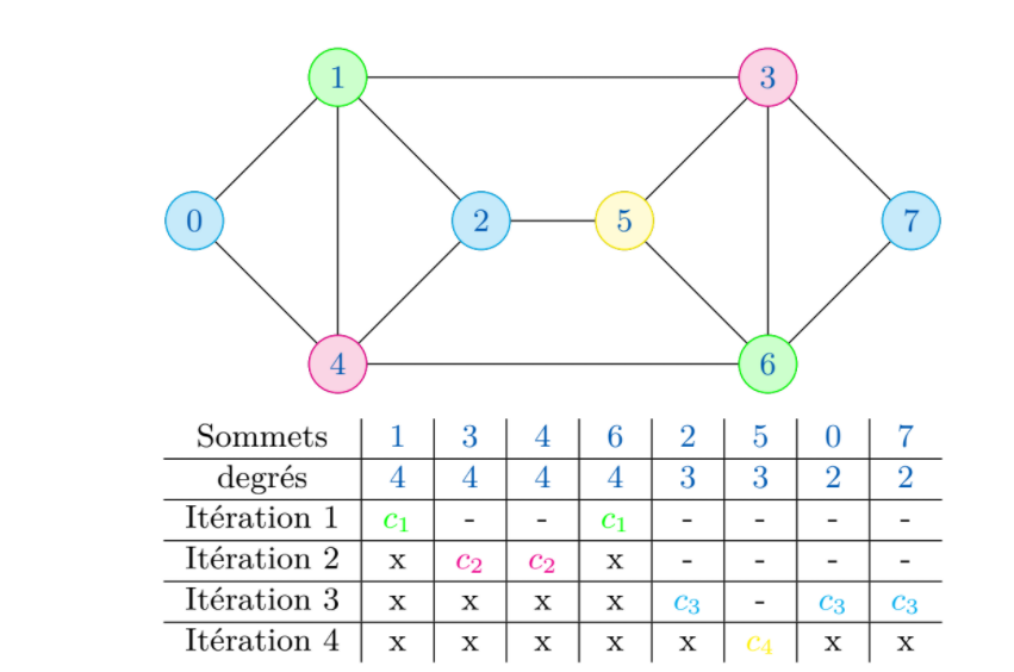 1 3
0 2 5 7
4 6
Sommets 1 3 4 6 2 5 0 7
degrés 4 4 4 4 3 3 2 2
Itération 1 c₁ - - c₁ - - - -
Itération 2 x c₂ c₂ x - - - -
Itération 3 x x x x c₃ - c₃ c₃
Itération 4 x x x x x c₄ x x